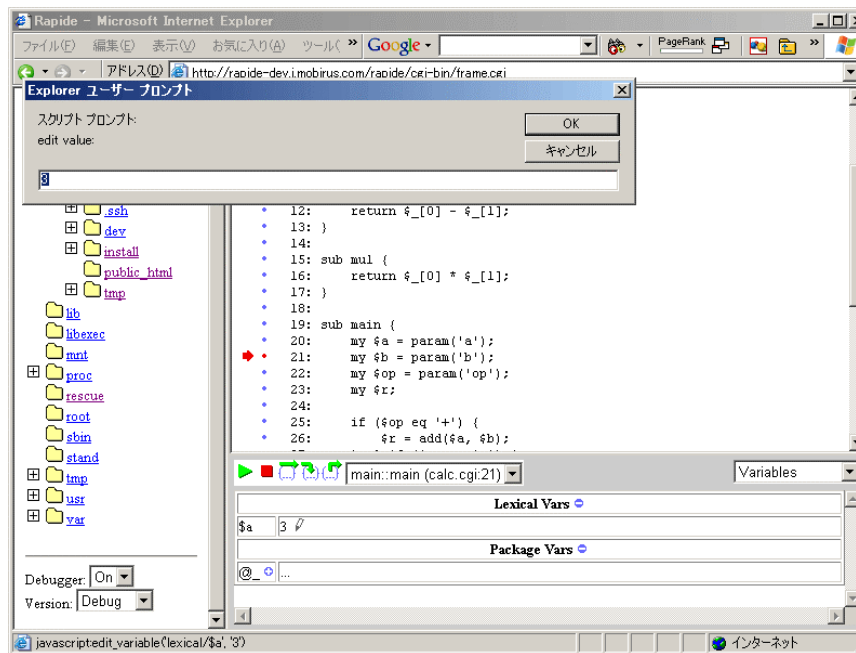 Rapide - Microsoft Internet Explorer
ファイル(F) 編集(E) 表示(V) お気に入り(A) ツール( » Google PageRank »
アドレス(D) http://rapide-dev.i.mobirus.com/rapide/cgi-bin/frame.cgi
Explorer ユーザー プロンプト
スクリプト プロンプト:
OK
edit value:
キャンセル
3
.ssh
dev
install
public_html
tmp
lib
libexec
mnt
proc
rescue
root
sbin
stand
tmp
usr
var
Debugger: On
Version: Debug
12: return $_[0] - $_[1];
13: }
14:
15: sub mul {
16: return $_[0] * $_[1];
17: }
18:
19: sub main {
20: my $a = param('a');
21: my $b = param('b');
22: my $op = param('op');
23: my $r;
24:
25: if ($op eq '+') {
26: $r = add($a, $b);
main::main (calc.cgi:21) Variables
Lexical Vars
$a 3
Package Vars
@_ ...
javascript:edit_variable('lexical/$a', '3') インターネット